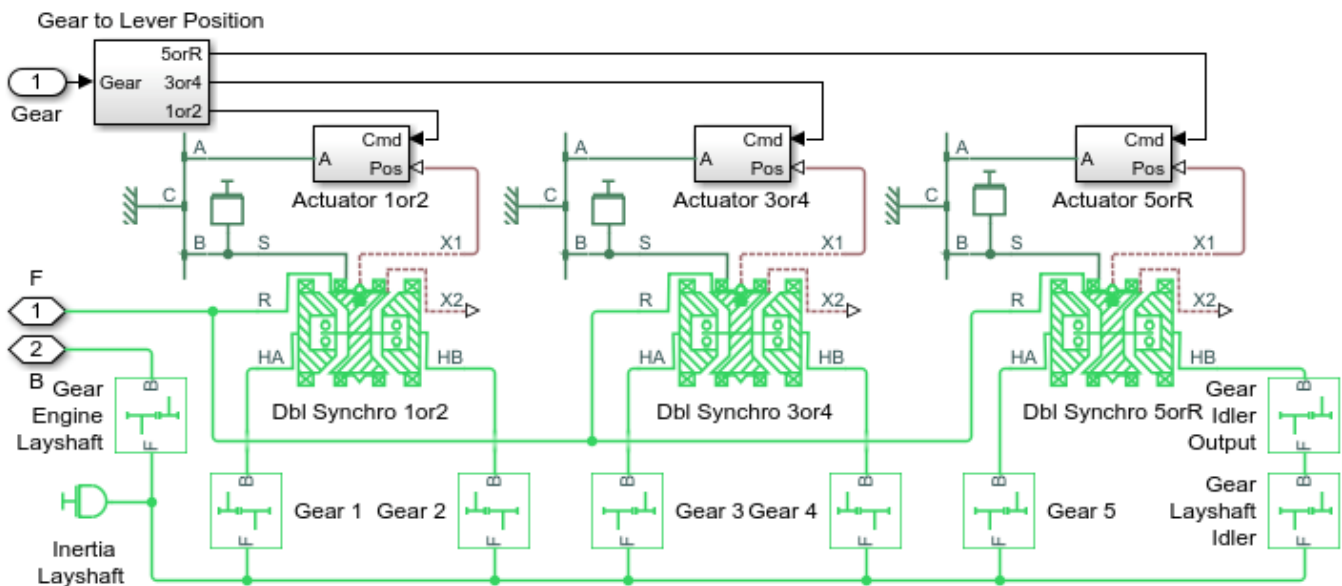 Gear to Lever Position
5orR
1
Gear
3or4
Gear
1or2
Cmd
Cmd
Cmd
A
A
A
A
A
A
Pos
Pos
Pos
C
Actuator 1or2
C
Actuator 3or4
C
Actuator 5orR
B
S
X1
B
S
X1
B
S
X1
F
1
R
X2
R
X2
R
X2
2
B
HA
HB
HA
HB
HA
HB
Gear
Engine
Layshaft
B
F
Dbl Synchro 1or2
Dbl Synchro 3or4
Dbl Synchro 5orR
Gear
Idler
Output
B
F
B
Gear 1
F
Gear 2
B
F
B
Gear 3
F
Gear 4
B
F
Gear 5
B
F
Gear
Layshaft
Idler
B
F
Inertia
Layshaft